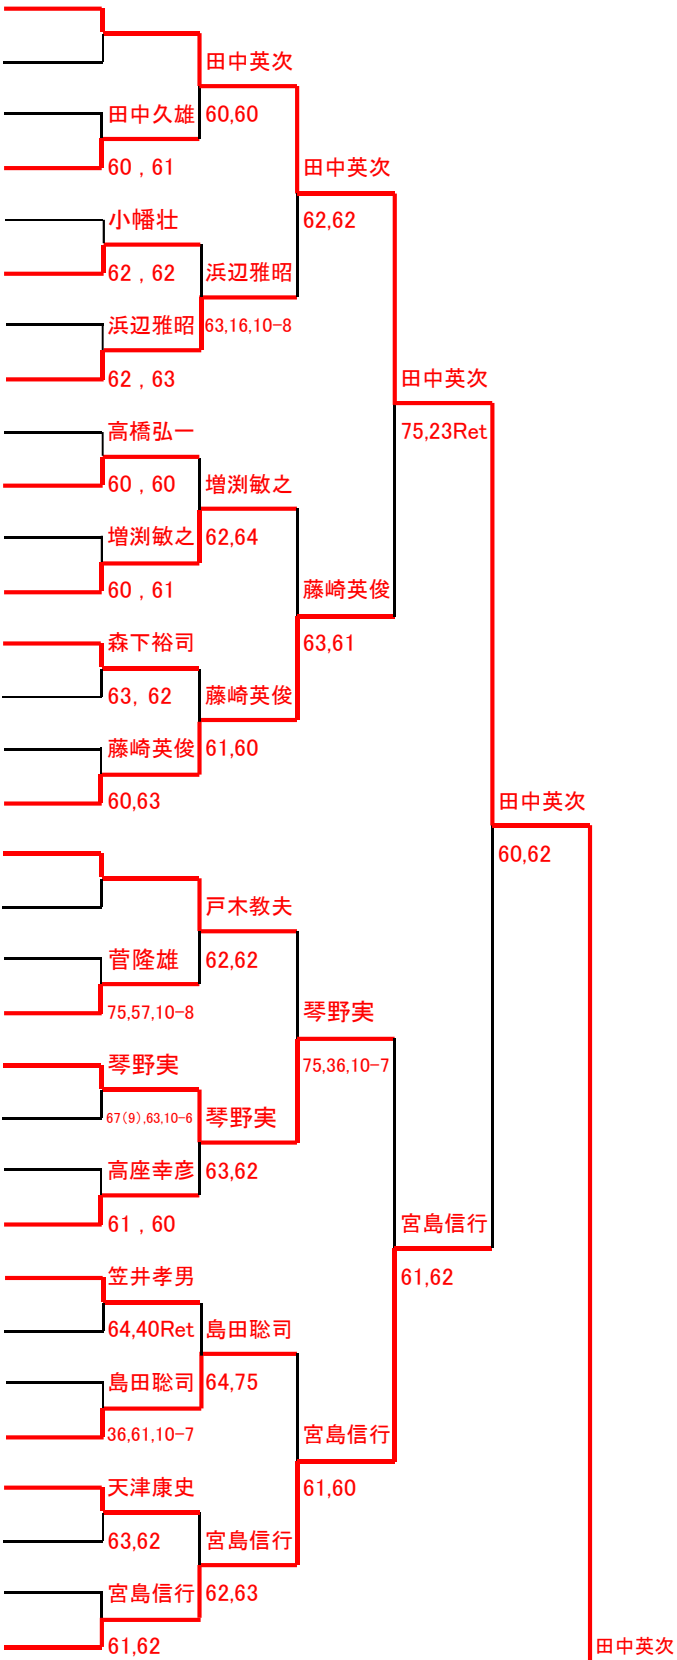 田中英次
田中久雄
60,60
60 , 61
田中英次
小幡壮
62,62
62 , 62
浜辺雅昭
浜辺雅昭
63,16,10-8
62 , 63
田中英次
高橋弘一
75,23Ret
60 , 60
増渕敏之
増渕敏之
62,64
60 , 61
藤崎英俊
森下裕司
63,61
63, 62
藤崎英俊
藤崎英俊
61,60
60,63
田中英次
60,62
戸木教夫
菅隆雄
62,62
75,57,10-8
琴野実
琴野実
75,36,10-7
67(9),63,10-6
琴野実
高座幸彦
63,62
61 , 60
宮島信行
笠井孝男
61,62
64,40Ret
島田聡司
島田聡司
64,75
36,61,10-7
宮島信行
天津康史
61,60
63,62
宮島信行
宮島信行
62,63
61,62
田中英次